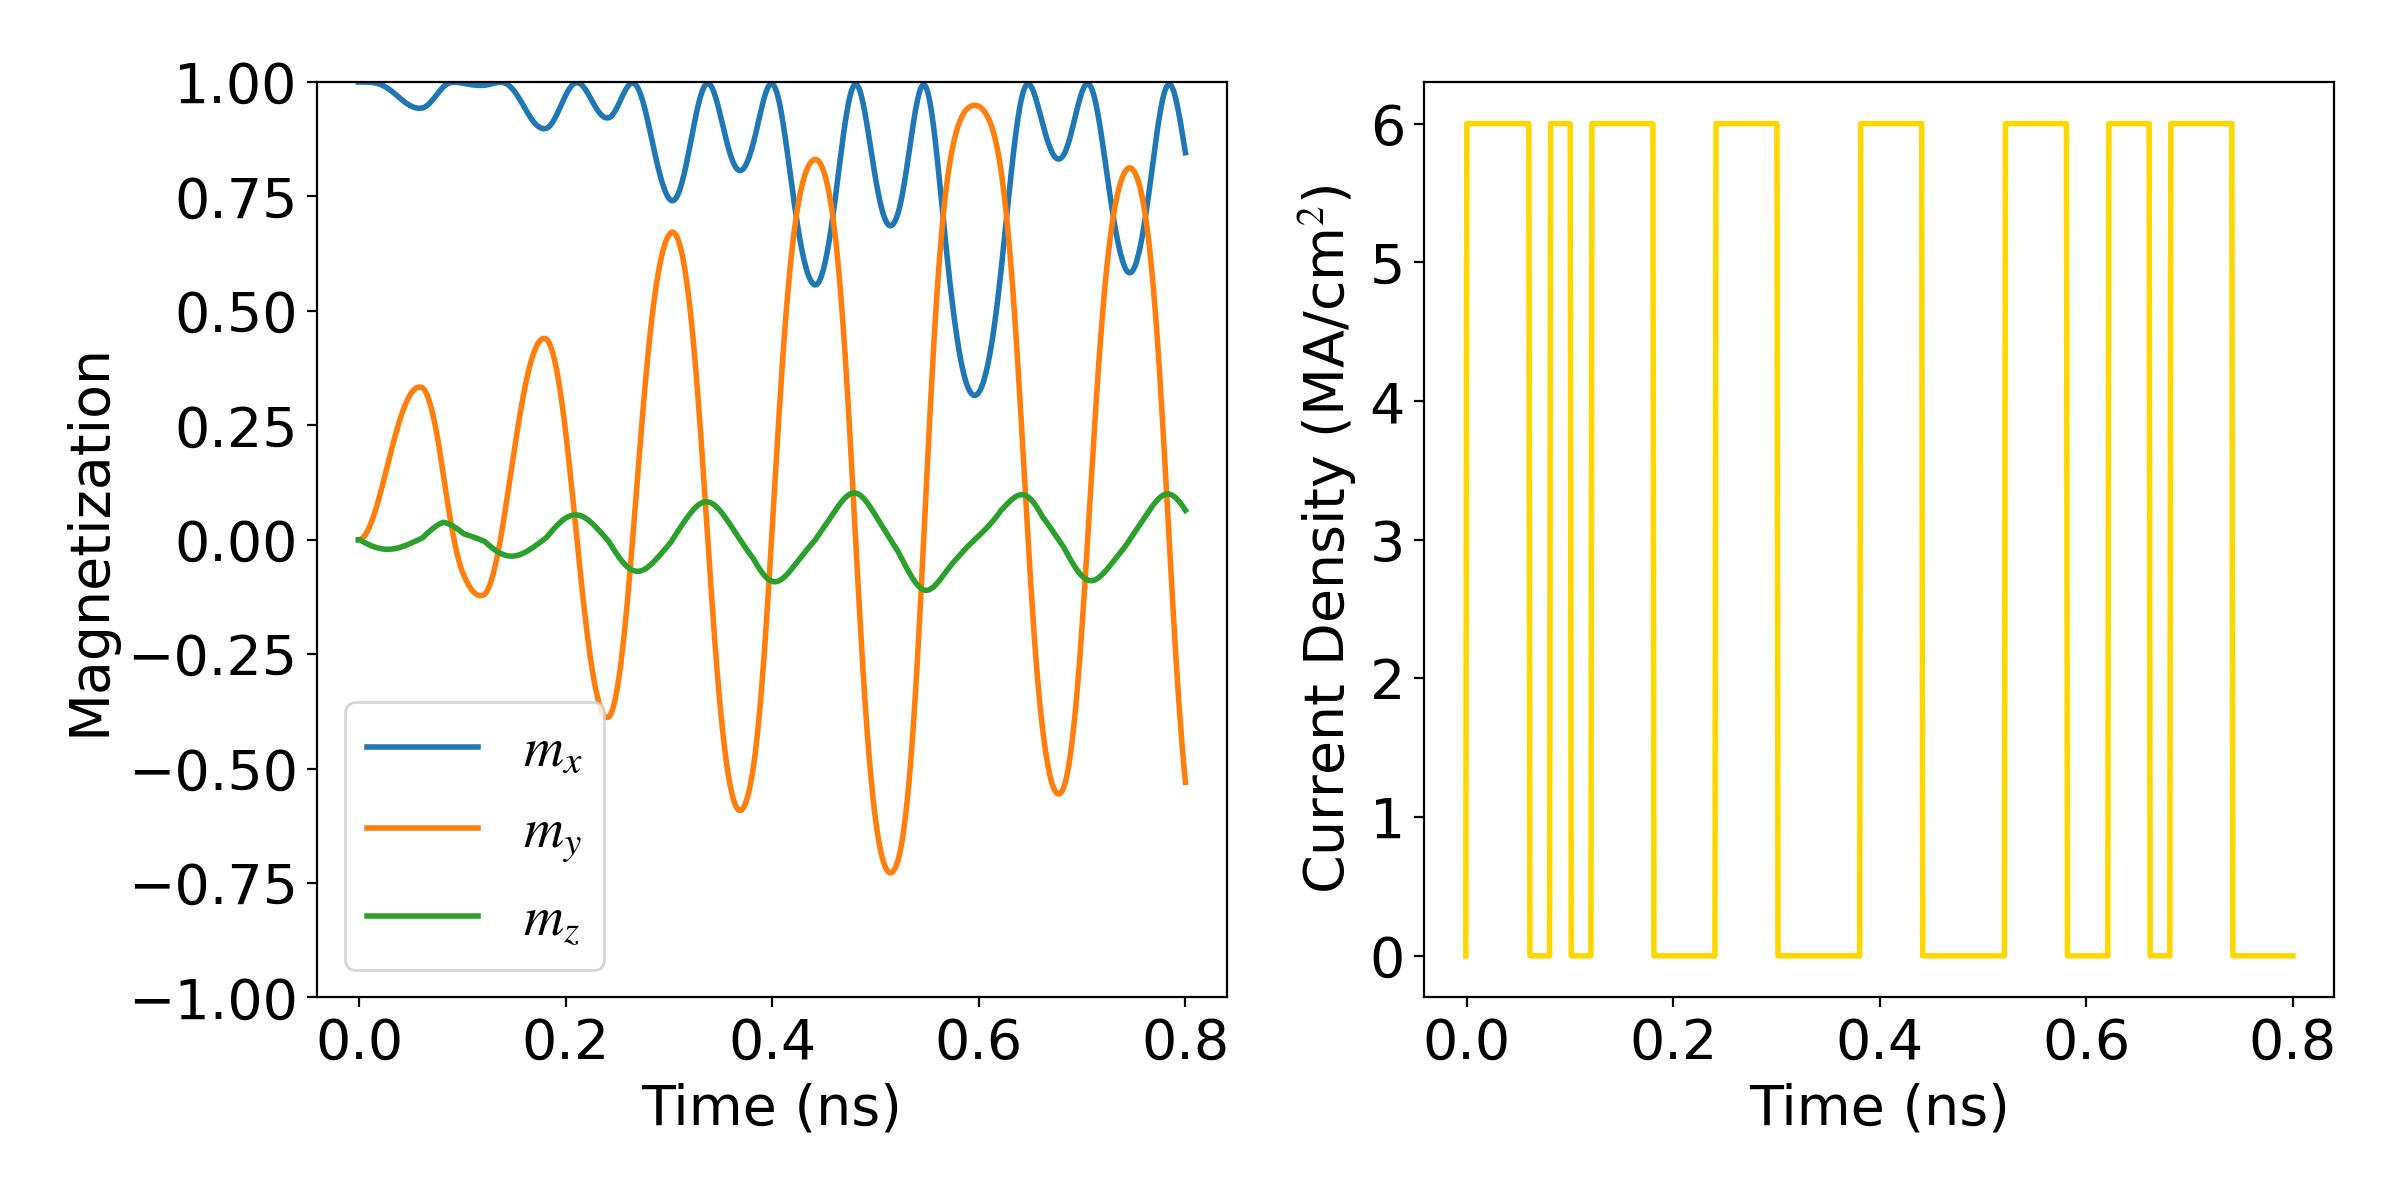 Magnetization
1.00
0.75
0.50
0.25
0.00
−0.25
−0.50
−0.75
−1.00
m_x
m_y
m_z
0.0 0.2 0.4 0.6 0.8
Time (ns)
Current Density (MA/cm²)
6
5
4
3
2
1
0
0.0 0.2 0.4 0.6 0.8
Time (ns)